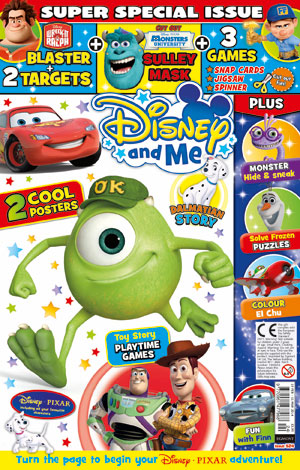 SUPER SPECIAL ISSUE
WRECK-IT
RALPH
BLASTER
+
2 TARGETS
+
CUT OUT
MONSTERS
UNIVERSITY
SULLEY
MASK
+
3
GAMES
SNAP CARDS
JIGSAW
SPINNER
Disney
and Me
PLUS
MONSTER
Hide & sneak
2 COOL
POSTERS
OK
DALMATIAN
STORY
Solve Frozen
PUZZLES
COLOUR
El Chu
Toy Story
PLAYTIME
GAMES
CE
Disney·PIXAR
FUN
with Finn
EGMONT
Turn the page to begin your Disney·PIXAR adventure!